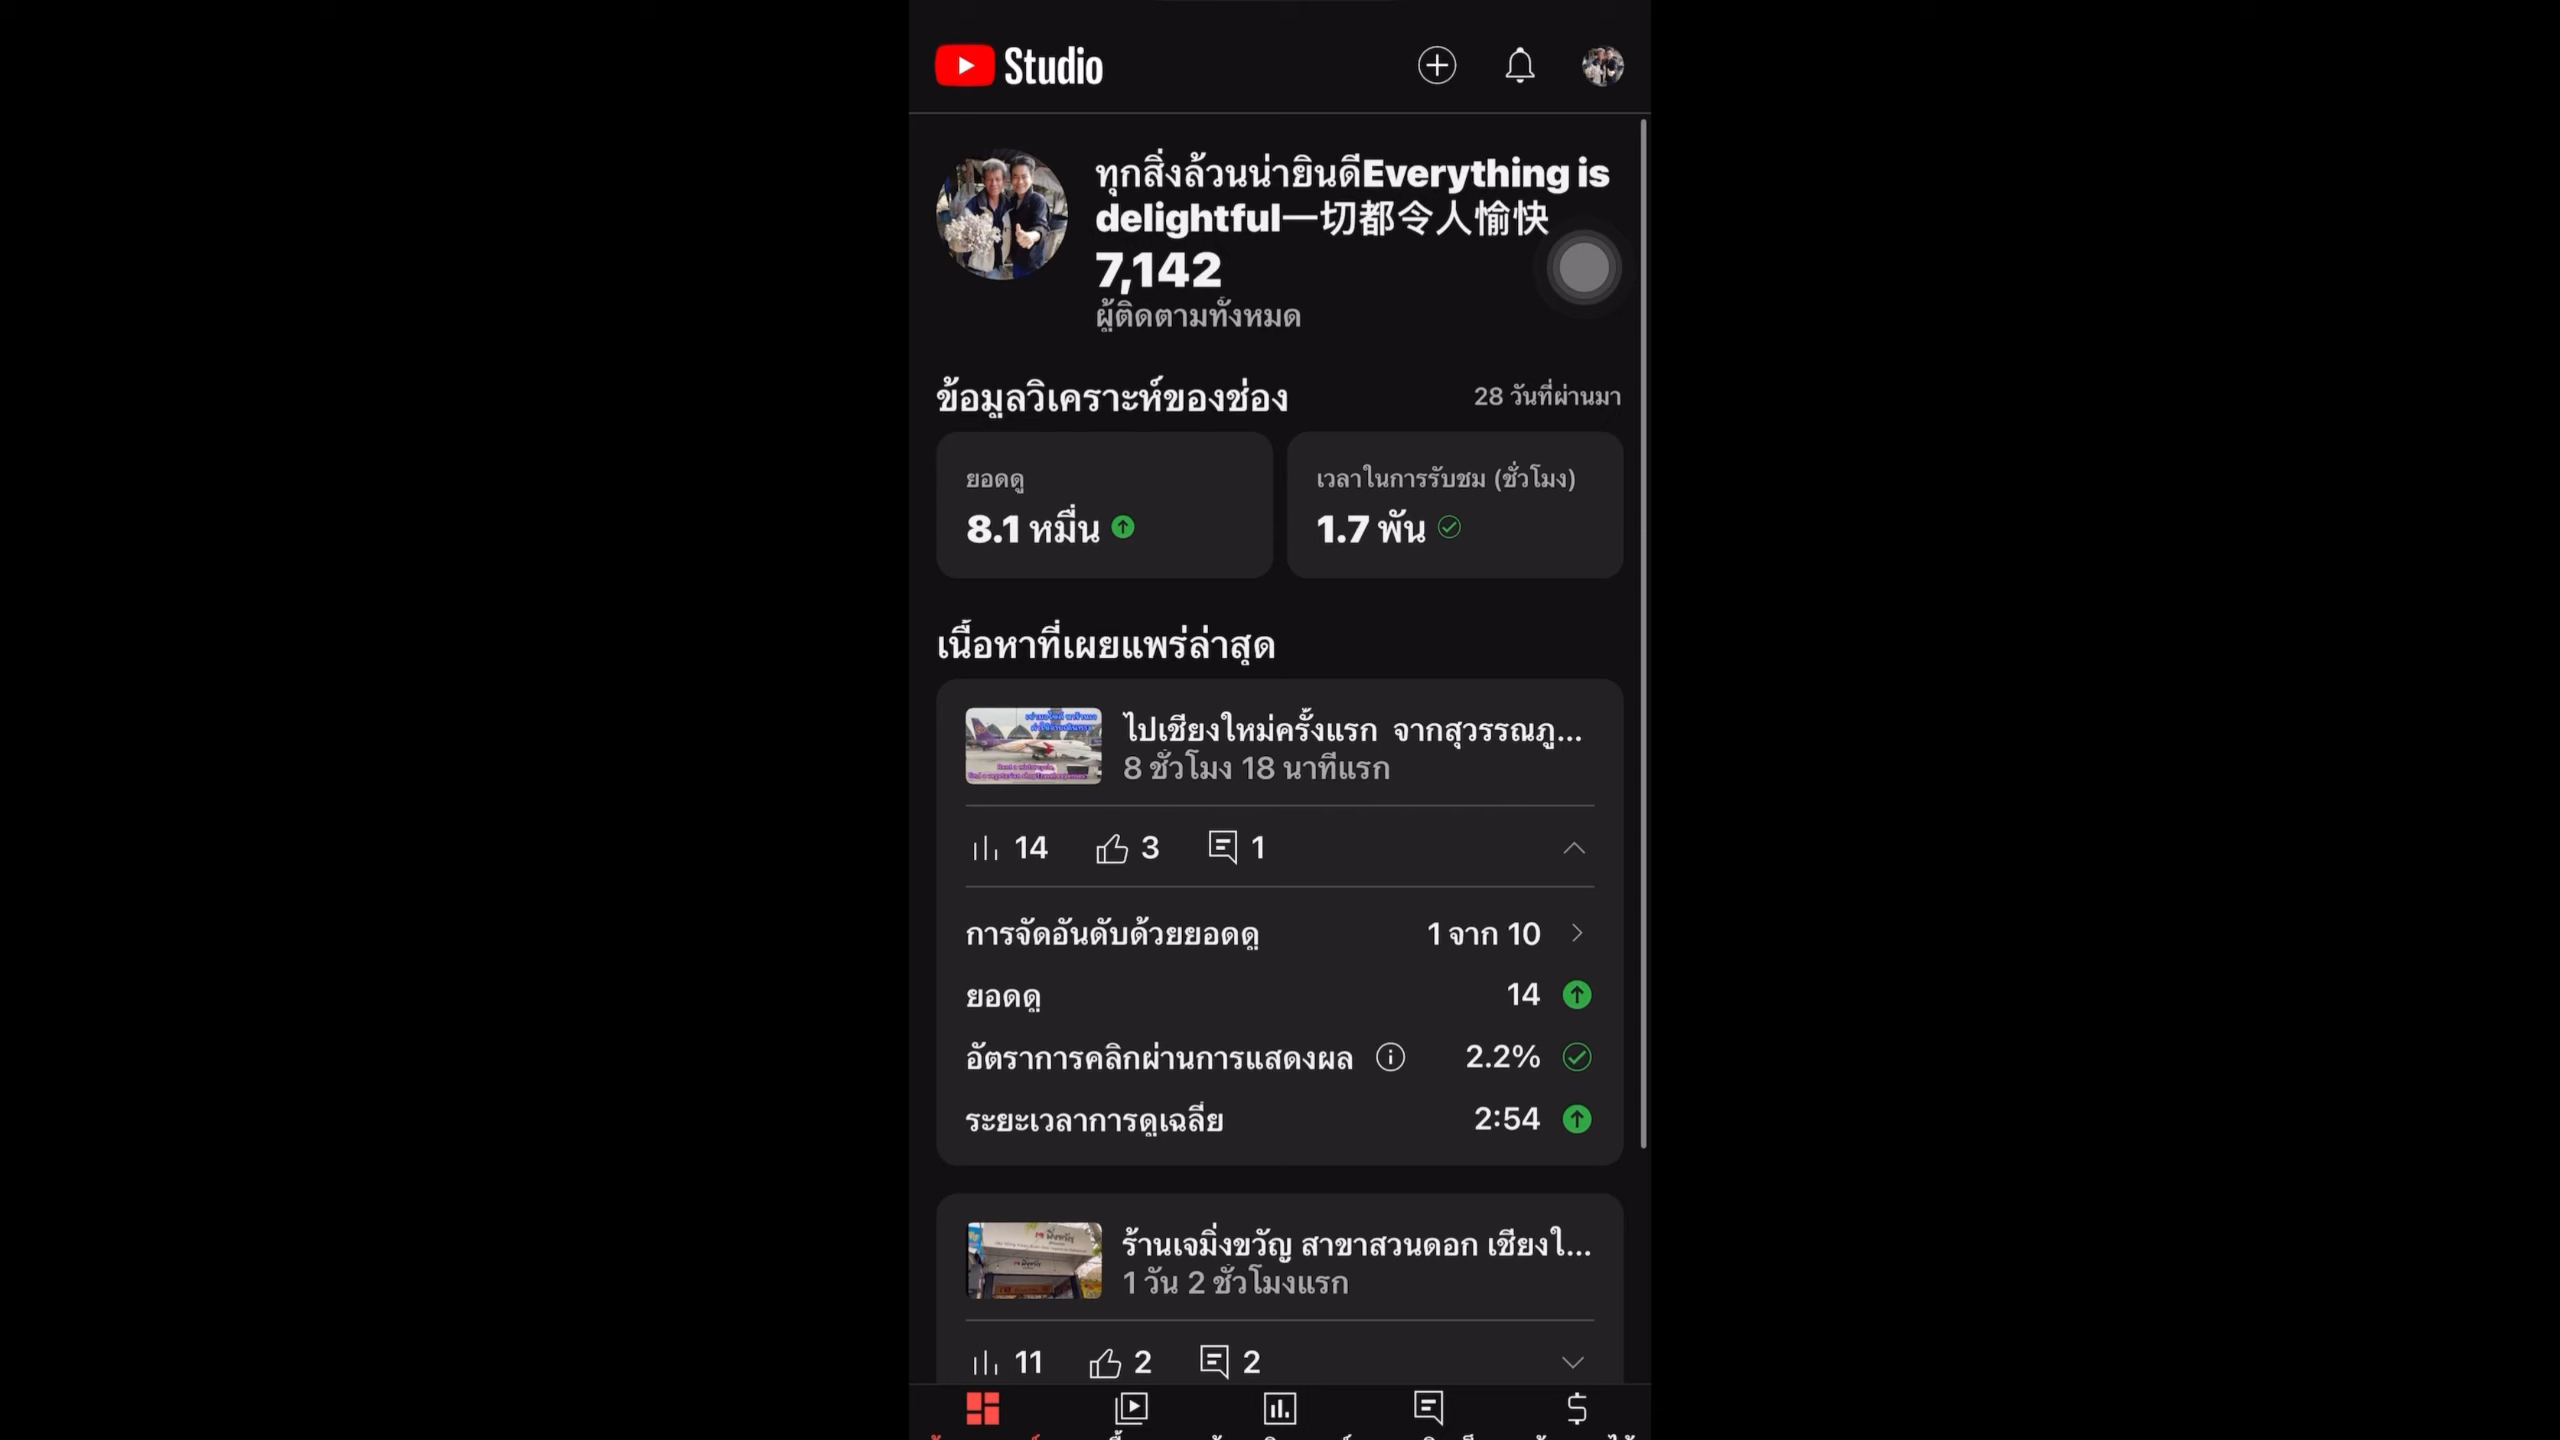 Studio
ทุกสิ่งล้วนน่ายินดีEverything is
delightful一切都令人愉快
7,142
ผู้ติดตามทั้งหมด
ข้อมูลวิเคราะห์ของช่อง
28 วันที่ผ่านมา
ยอดดู
เวลาในการรับชม (ชั่วโมง)
8.1 หมื่น
1.7 พัน
เนื้อหาที่เผยแพร่ล่าสุด
ไปเชียงใหม่ครั้งแรก จากสุวรรณภู...
8 ชั่วโมง 18 นาทีแรก
14 3 1
การจัดอันดับด้วยยอดดู 1 จาก 10
ยอดดู 14
อัตราการคลิกผ่านการแสดงผล 2.2%
ระยะเวลาการดูเฉลี่ย 2:54
ร้านเจมิ่งขวัญ สาขาสวนดอก เชียงใ...
1 วัน 2 ชั่วโมงแรก
11 2 2